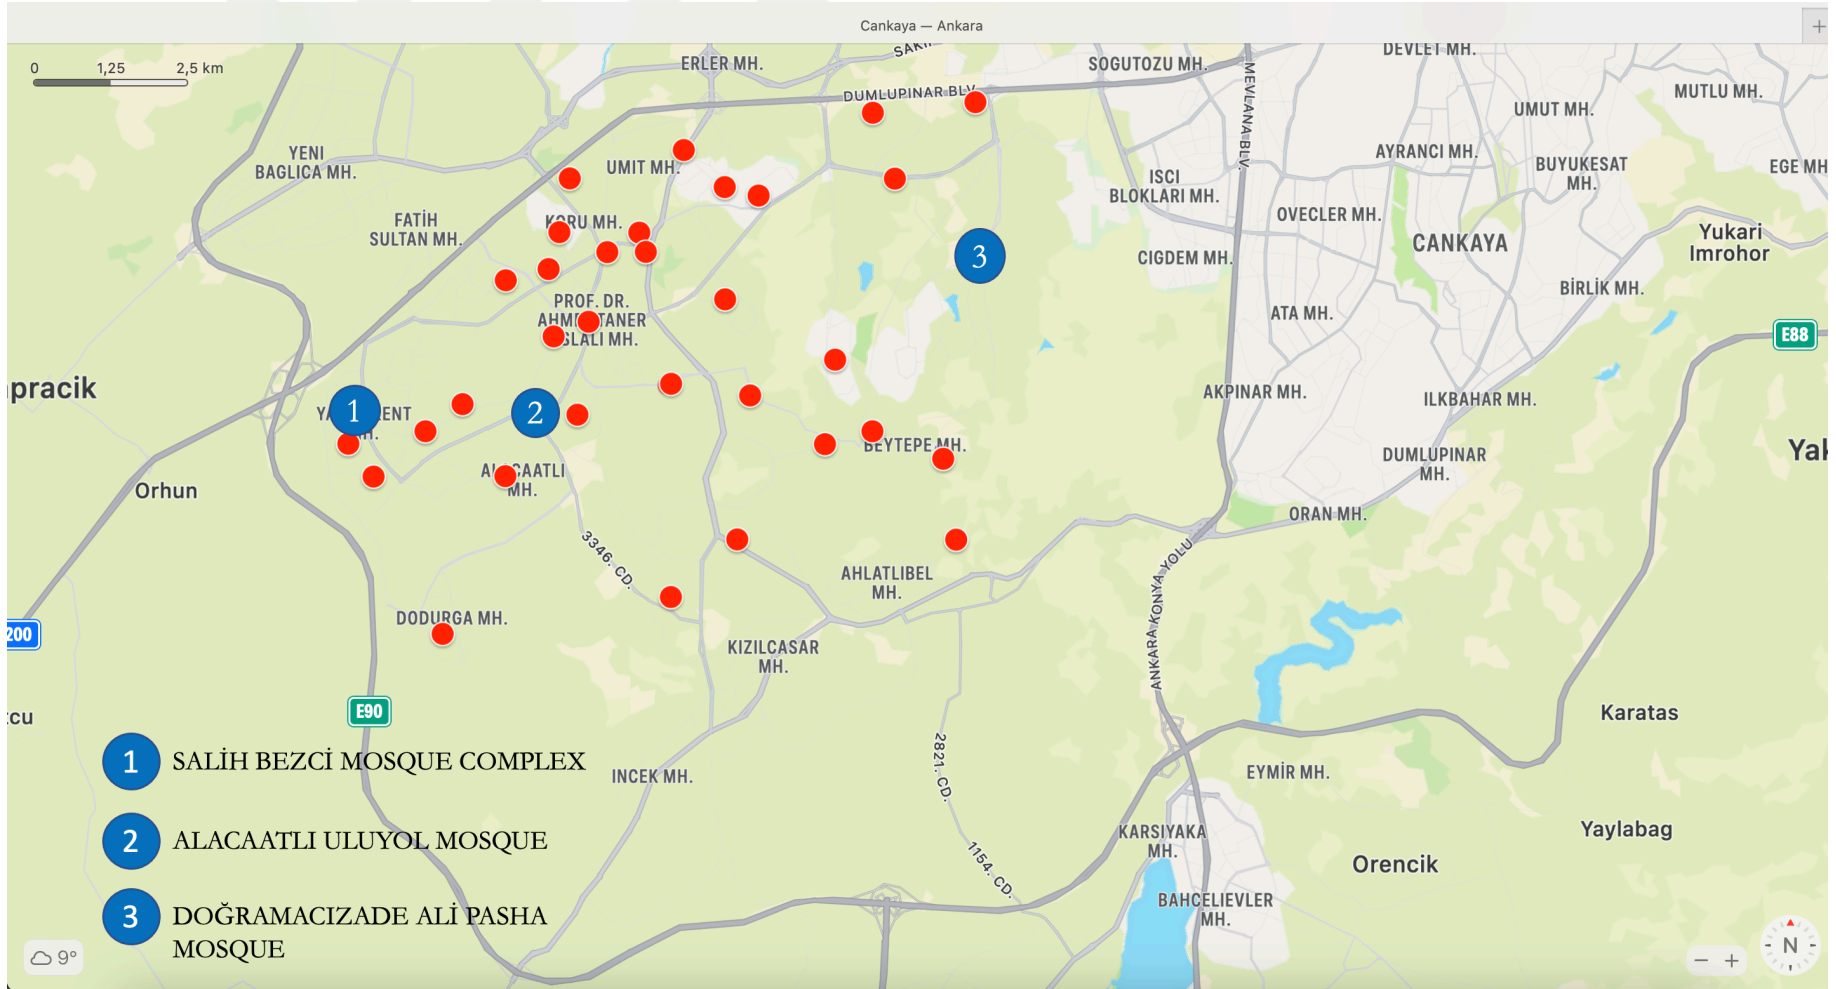 Cankaya — Ankara
+
0 1,25 2,5 km
ERLER MH.
SOGUTOZU MH.
DEVLET MH.
DUMLUPINAR BLV.
MEVLANA BLV.
MUTLU MH.
UMUT MH.
YENI
BAGLICA MH.
UMIT MH.
AYRANCI MH.
BUYUKESAT
MH.
EGE MH
ISCI
BLOKLARI MH.
FATİH
SULTAN MH.
KORU MH.
OVECLER MH.
CANKAYA
Yukari
Imrohor
3
CIGDEM MH.
BİRLİK MH.
PROF. DR.
ATA MH.
E88
pracik
AKPINAR MH.
ILKBAHAR MH.
1
2
BEYTEPE MH.
DUMLUPINAR
MH.
Yak
Orhun
ALACAATLI
MH.
ORAN MH.
3346. CD.
ANKARA KONYA YOLU
AHLATLIBEL
MH.
DODURGA MH.
200
KIZILCASAR
MH.
E90
cu
Karatas
1 SALİH BEZCİ MOSQUE COMPLEX
INCEK MH.
2821. CD.
EYMİR MH.
2 ALACAATLI ULUYOL MOSQUE
KARSIYAKA
MH.
Yaylabag
1154. CD.
Orencik
3 DOĞRAMACIZADE ALİ PASHA
MOSQUE
BAHCELIEVLER
MH.
9°
− +
N